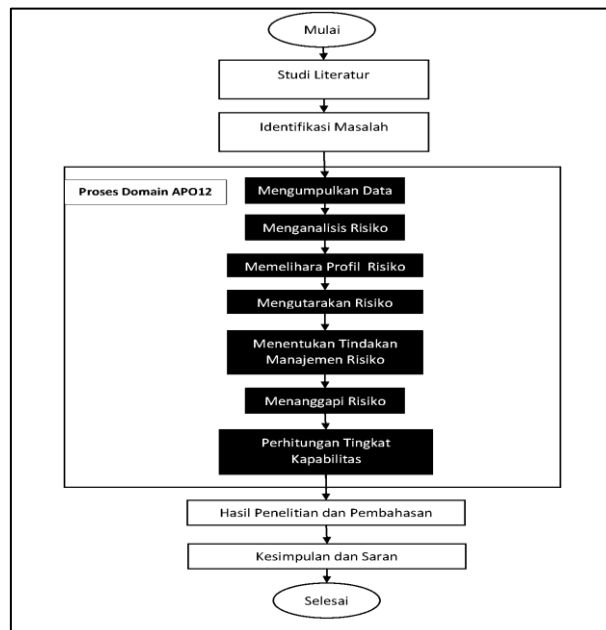 Mulai
Studi Literatur
Identifikasi Masalah
Proses Domain APO12
Mengumpulkan Data
Menganalisis Risiko
Memelihara Profil Risiko
Mengutarakan Risiko
Menentukan Tindakan
Manajemen Risiko
Menanggapi Risiko
Perhitungan Tingkat
Kapabilitas
Hasil Penelitian dan Pembahasan
Kesimpulan dan Saran
Selesai